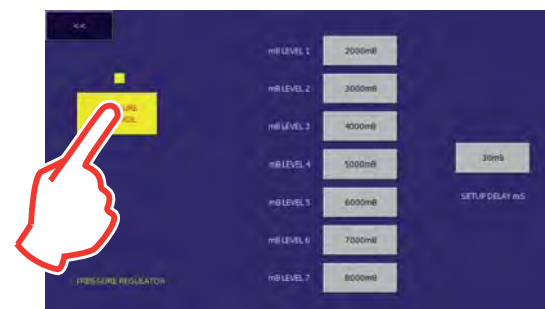 <<
mB LEVEL 1 2000mB
mB LEVEL 2 3000mB
mB LEVEL 3 4000mB
mB LEVEL 4 5000mB
mB LEVEL 5 6000mB
mB LEVEL 6 7000mB
mB LEVEL 7 8000mB
SETUP DELAY mS
PRESSURE REGULATOR